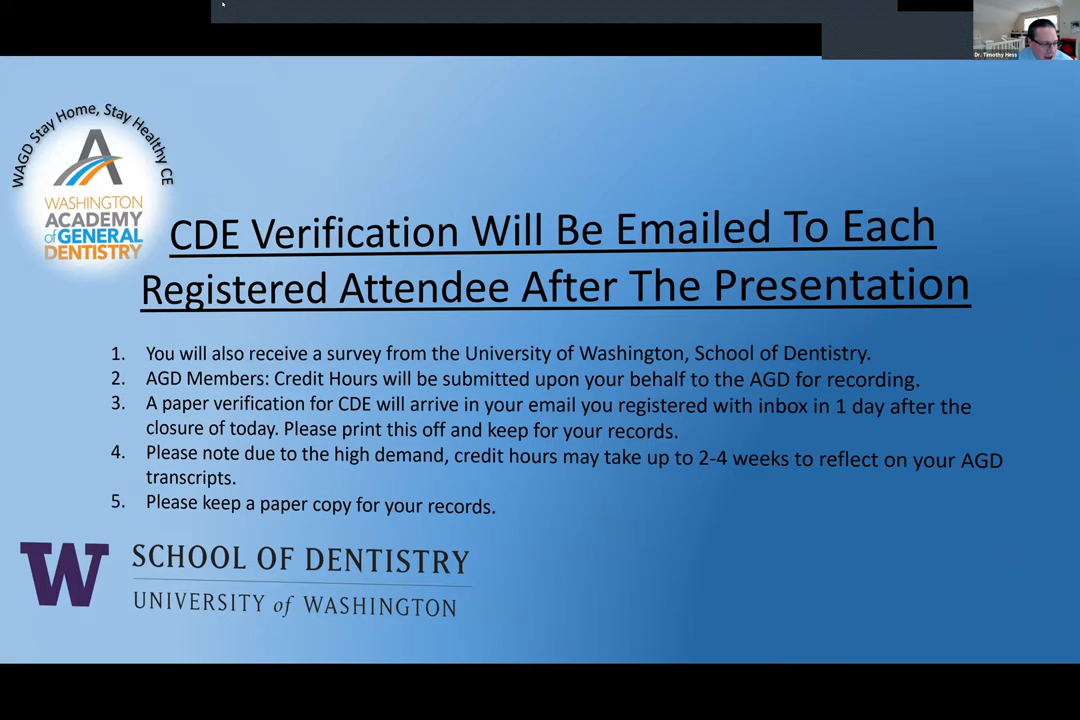 Dr. Timothy Hess
WAGD Stay Home, Stay Healthy CE
WASHINGTON
ACADEMY
of GENERAL
DENTISTRY
CDE Verification Will Be Emailed To Each
Registered Attendee After The Presentation
1. You will also receive a survey from the University of Washington, School of Dentistry.
2. AGD Members: Credit Hours will be submitted upon your behalf to the AGD for recording.
3. A paper verification for CDE will arrive in your email you registered with inbox in 1 day after the
closure of today. Please print this off and keep for your records.
4. Please note due to the high demand, credit hours may take up to 2-4 weeks to reflect on your AGD
transcripts.
5. Please keep a paper copy for your records.
W
SCHOOL OF DENTISTRY
UNIVERSITY of WASHINGTON